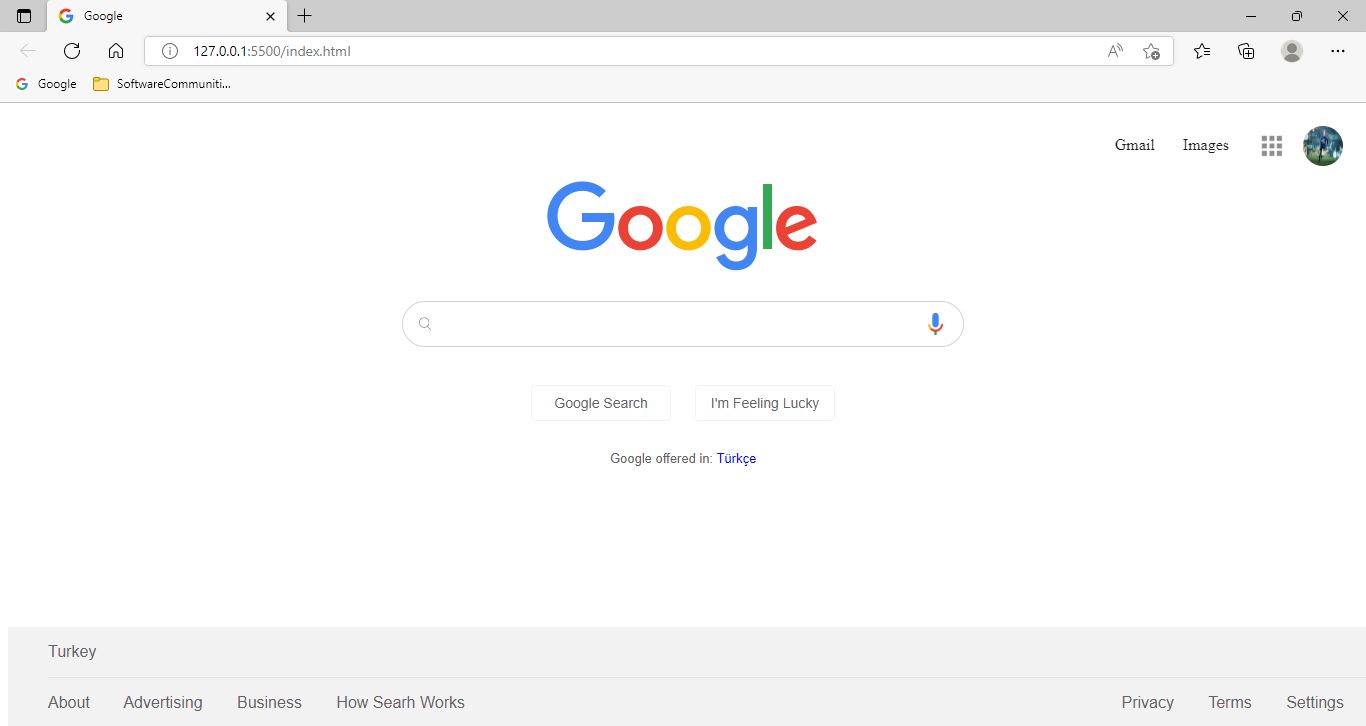 Google
127.0.0.1:5500/index.html
Google SoftwareCommuniti...
Gmail Images
Google
Google Search I'm Feeling Lucky
Google offered in: Türkçe
Turkey
About Advertising Business How Searh Works Privacy Terms Settings